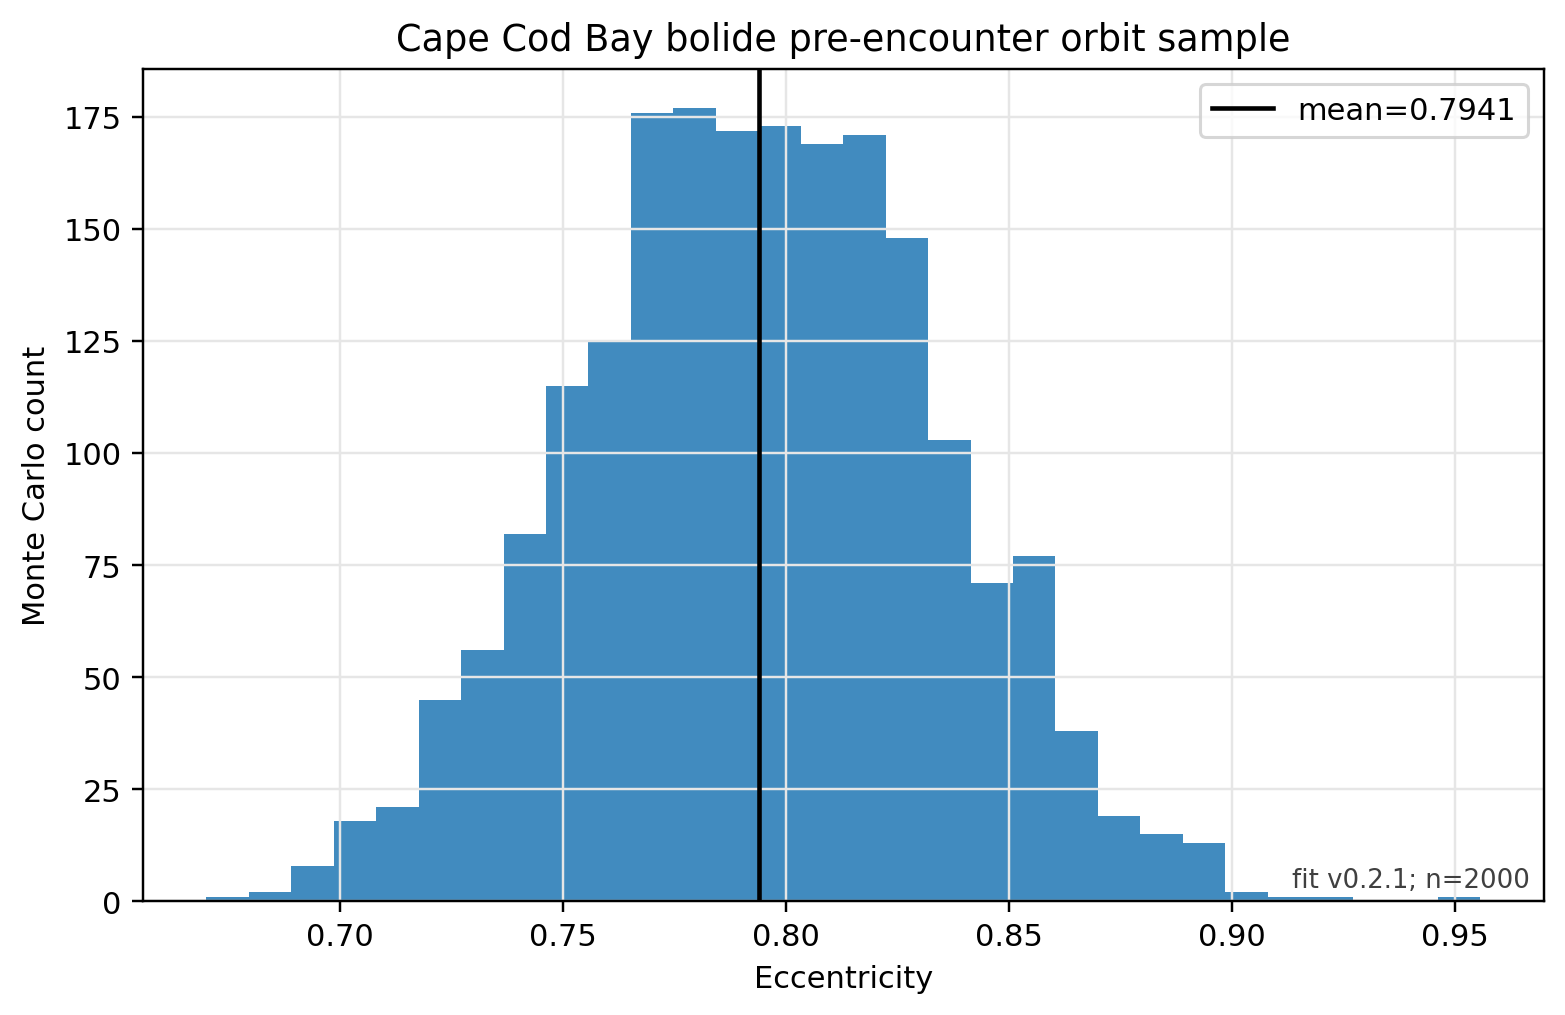 Cape Cod Bay bolide pre-encounter orbit sample
mean=0.7941
Monte Carlo count
175
150
125
100
75
50
25
0
fit v0.2.1; n=2000
0.70 0.75 0.80 0.85 0.90 0.95
Eccentricity